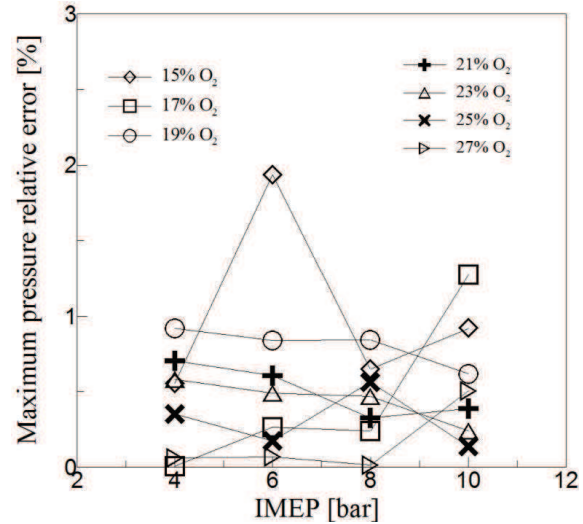 3
2
1
0
Maximum pressure relative error [%]
15% O₂
17% O₂
19% O₂
21% O₂
23% O₂
25% O₂
27% O₂
2 4 6 8 10 12
IMEP [bar]